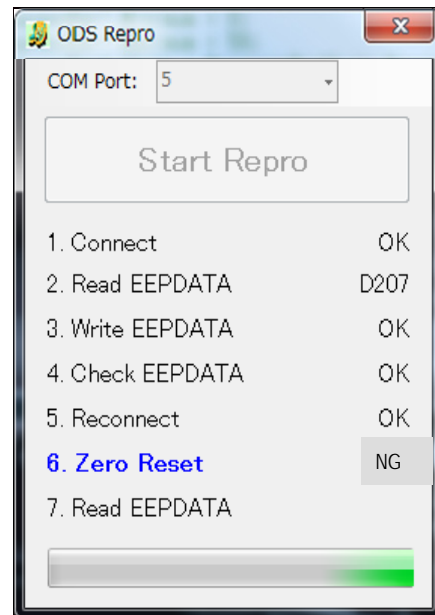 ODS Repro
COM Port: 5
Start Repro
1. Connect OK
2. Read EEPDATA D207
3. Write EEPDATA OK
4. Check EEPDATA OK
5. Reconnect OK
6. Zero Reset NG
7. Read EEPDATA